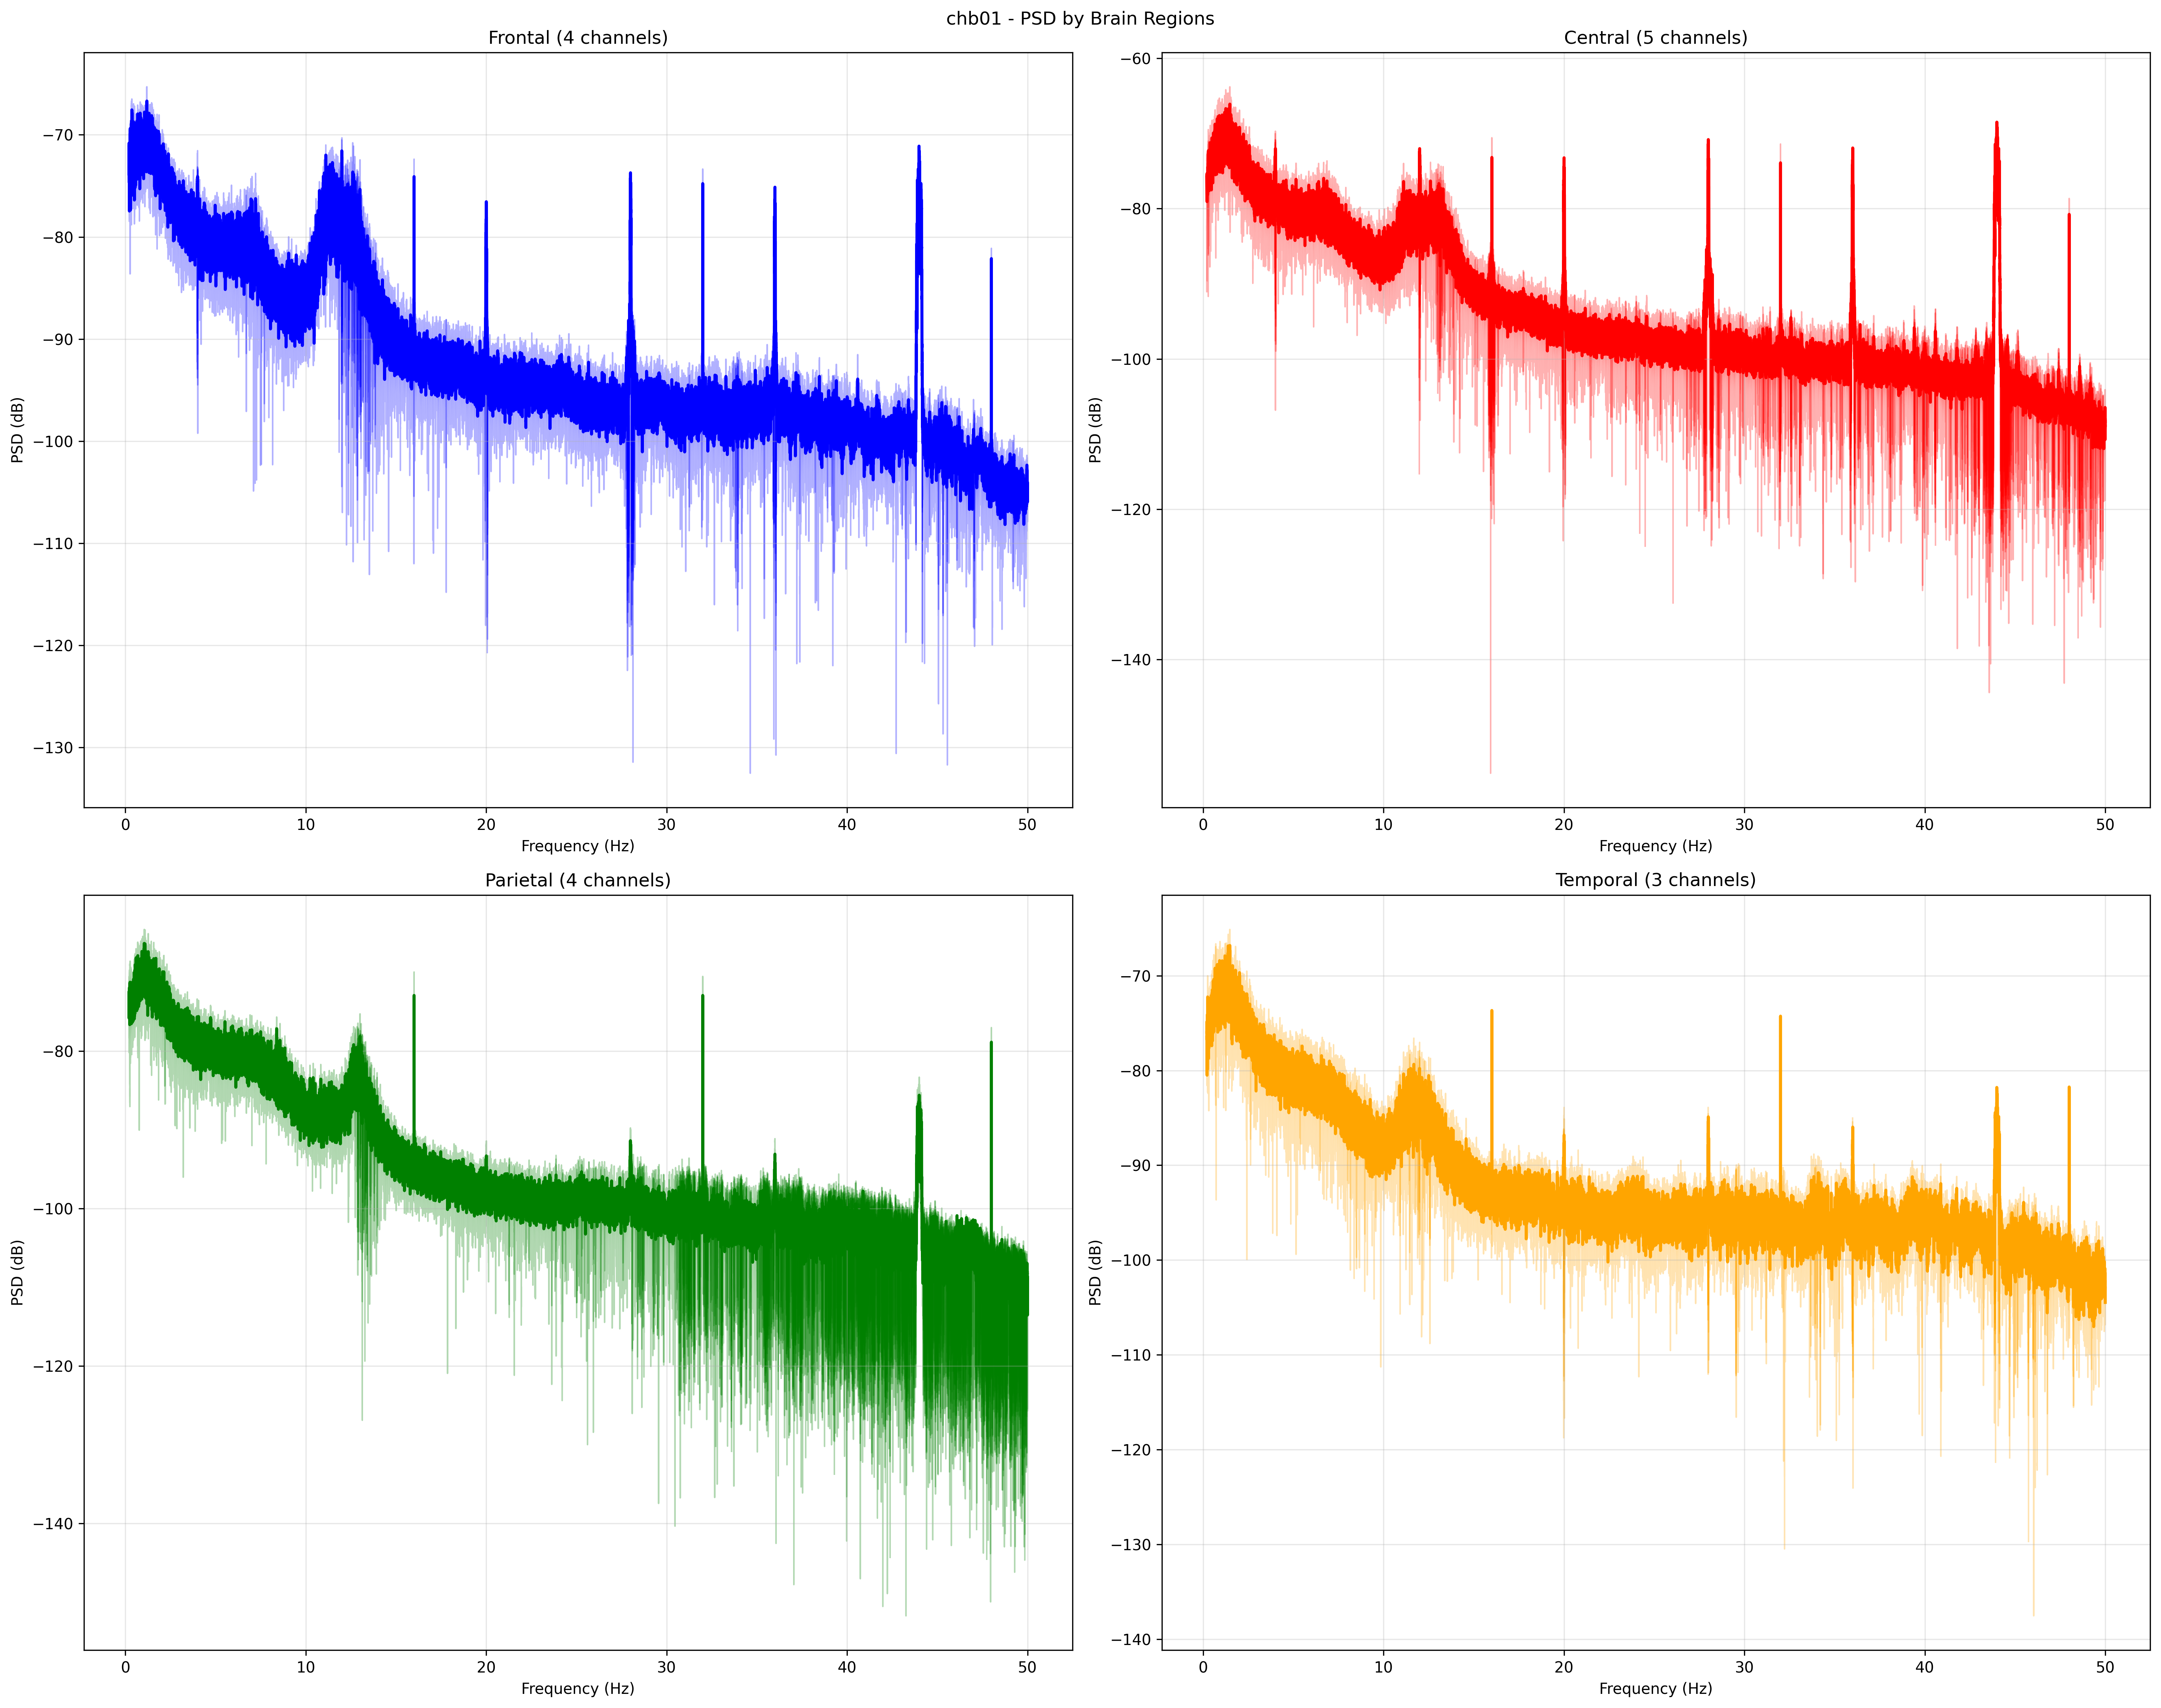 chb01 - PSD by Brain Regions
Frontal (4 channels)
PSD (dB)
−70
−80
−90
−100
−110
−120
−130
0 10 20 30 40 50
Frequency (Hz)
Central (5 channels)
PSD (dB)
−60
−80
−100
−120
−140
0 10 20 30 40 50
Frequency (Hz)
Parietal (4 channels)
PSD (dB)
−80
−100
−120
−140
0 10 20 30 40 50
Frequency (Hz)
Temporal (3 channels)
PSD (dB)
−70
−80
−90
−100
−110
−120
−130
−140
0 10 20 30 40 50
Frequency (Hz)